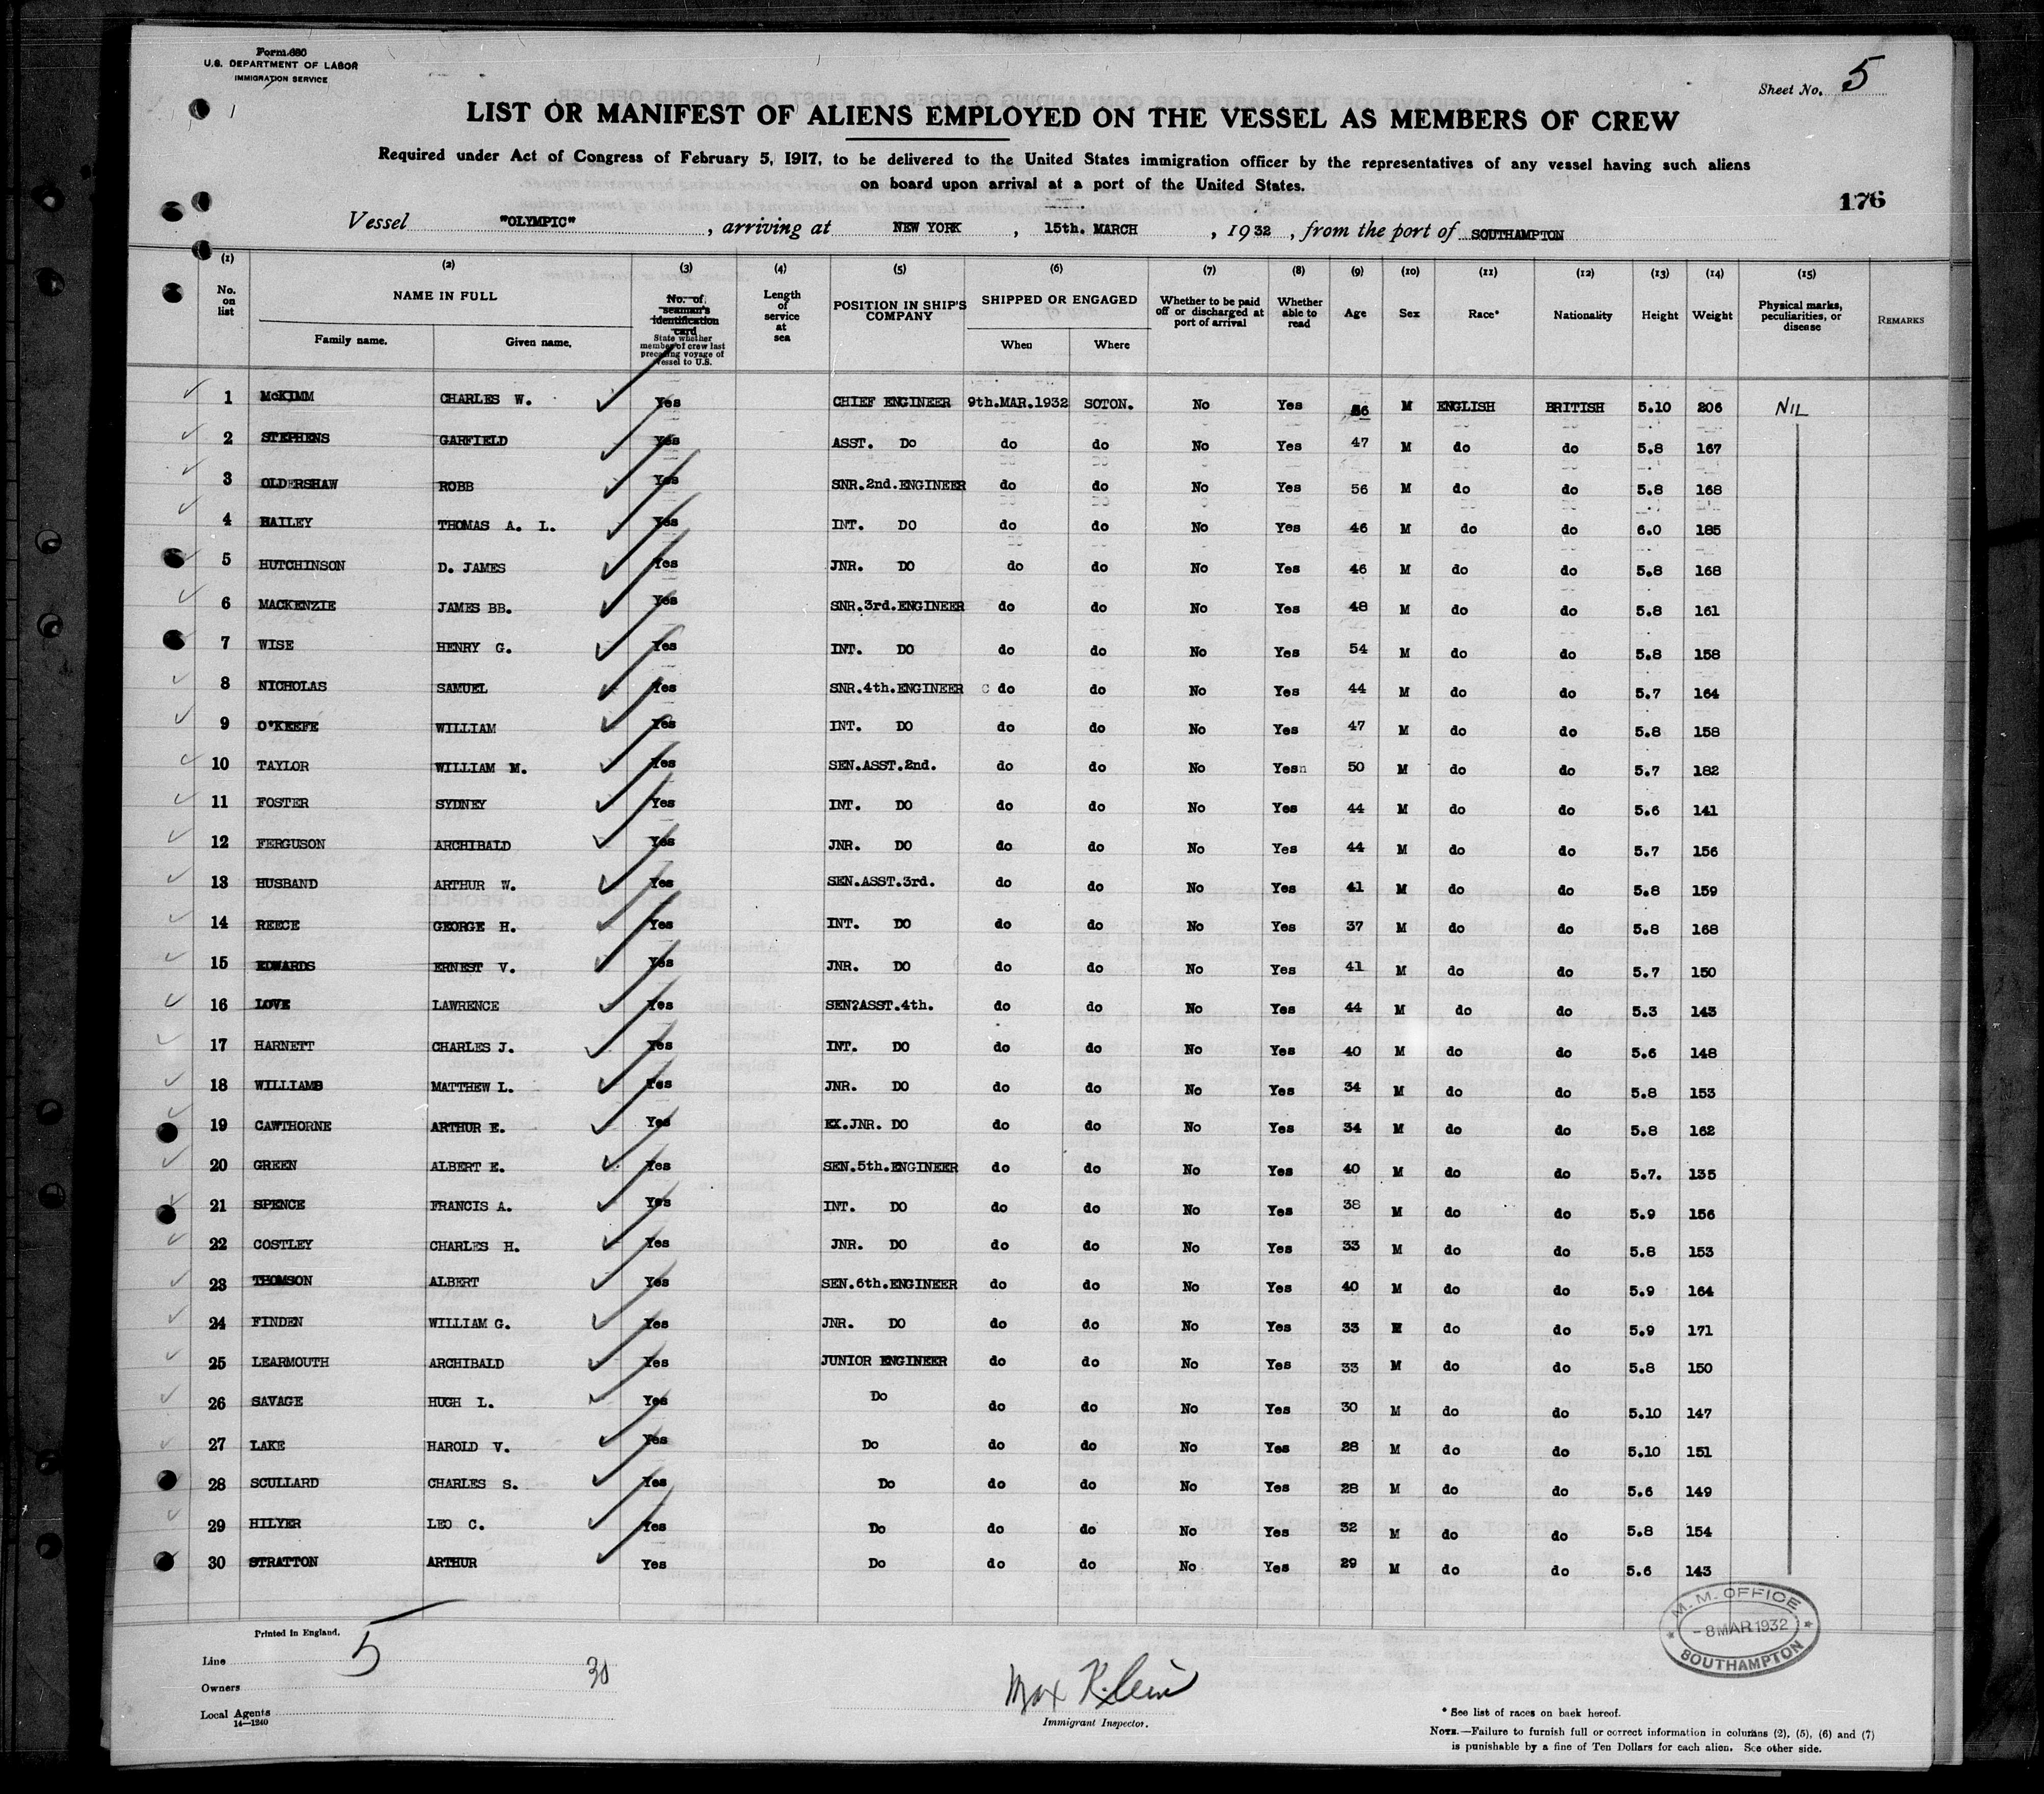 Form 680
U.S. DEPARTMENT OF LABOR
IMMIGRATION SERVICE
Sheet No. 5
LIST OR MANIFEST OF ALIENS EMPLOYED ON THE VESSEL AS MEMBERS OF CREW
Required under Act of Congress of February 5, 1917, to be delivered to the United States immigration officer by the representatives of any vessel having such aliens
on board upon arrival at a port of the United States.
176
Vessel "OLYMPIC", arriving at NEW YORK, 15th. MARCH, 1932, from the port of SOUTHAMPTON
(1) (2) (3) (4) (5) (6) (7) (8) (9) (10) (11) (12) (13) (14) (15)
No. on list NAME IN FULL Family name. Given name. No. of seaman's identification card State whether member of crew last preceding voyage of vessel to U.S. Length of service at sea POSITION IN SHIP'S COMPANY SHIPPED OR ENGAGED When Where Whether to be paid off or discharged at port of arrival Whether able to read Age Sex Race* Nationality Height Weight Physical marks, peculiarities, or disease REMARKS
1 McKIMM CHARLES W. Yes CHIEF ENGINEER 9th.MAR.1932 SOTON. No Yes M ENGLISH BRITISH 5.10 206 NIL
2 STEPHENS GARFIELD Yes ASST. Do do do No Yes 47 M do do 5.8 167
3 OLDERSHAW ROBB Yes SNR.2nd.ENGINEER do do No Yes 56 M do do 5.8 168
4 HAILEY THOMAS A. L. Yes INT. DO do do No Yes 46 M do do 6.0 185
5 HUTCHINSON D. JAMES Yes JNR. DO do do No Yes 46 M do do 5.8 168
6 MACKENZIE JAMES BB. Yes SNR.3rd.ENGINEER do do No Yes 48 M do do 5.8 161
7 WISE HENRY G. Yes INT. DO do do No Yes 54 M do do 5.8 158
8 NICHOLAS SAMUEL Yes SNR.4th.ENGINEER C do do No Yes 44 M do do 5.7 164
9 O'KEEFE WILLIAM Yes INT. DO do do No Yes 47 M do do 5.8 158
10 TAYLOR WILLIAM M. Yes SEN.ASST.2nd. do do No Yesn 50 M do do 5.7 182
11 FOSTER SYDNEY Yes INT. DO do do No Yes 44 M do do 5.6 141
12 FERGUSON ARCHIBALD Yes JNR. DO do do No Yes 44 M do do 5.7 156
13 HUSBAND ARTHUR W. Yes SEN.ASST.3rd. do do No Yes 41 M do do 5.8 159
14 REECE GEORGE H. Yes INT. DO do do No Yes 37 M do do 5.8 168
15 EDWARDS ERNEST V. Yes JNR. DO do do No Yes 41 M do do 5.7 150
16 LOVE LAWRENCE Yes SEN?ASST.4th. do do No Yes 44 M do do 5.3 143
17 HARNETT CHARLES J. Yes INT. DO do do No Yes 40 M do do 5.6 148
18 WILLIAMS MATTHEW L. Yes JNR. DO do do No Yes 34 M do do 5.8 153
19 CAWTHORNE ARTHUR E. Yes EX.JNR. DO do do No Yes 34 M do do 5.8 162
20 GREEN ALBERT E. Yes SEN.5th.ENGINEER do do No Yes 40 M do do 5.7. 135
21 SPENCE FRANCIS A. Yes INT. DO do do No Yes 38 M do do 5.9 156
22 COSTLEY CHARLES H. Yes JNR. DO do do No Yes 33 M do do 5.8 153
23 THOMSON ALBERT Yes SEN.6th.ENGINEER do do No Yes 40 M do do 5.9 164
24 FINDEN WILLIAM G. Yes JNR. DO do do No Yes 33 M do do 5.9 171
25 LEARMOUTH ARCHIBALD Yes JUNIOR ENGINEER do do No Yes 33 M do do 5.8 150
26 SAVAGE HUGH L. Yes Do do do No Yes 30 M do do 5.10 147
27 LAKE HAROLD V. Yes Do do do No Yes 28 M do do 5.10 151
28 SCULLARD CHARLES S. Yes Do do do No Yes 28 M do do 5.6 149
29 HILYER LEO C. Yes Do do do No Yes 32 M do do 5.8 154
30 STRATTON ARTHUR Yes Do do do No Yes 29 M do do 5.6 143
M. M. OFFICE
-8 MAR 1932
SOUTHAMPTON
Printed in England.
Line 5
Owners 30
Local Agents
14—1240
Max Klein
Immigrant Inspector.
* See list of races on back hereof.
NOTE.—Failure to furnish full or correct information in columns (2), (5), (6) and (7)
is punishable by a fine of Ten Dollars for each alien. See other side.